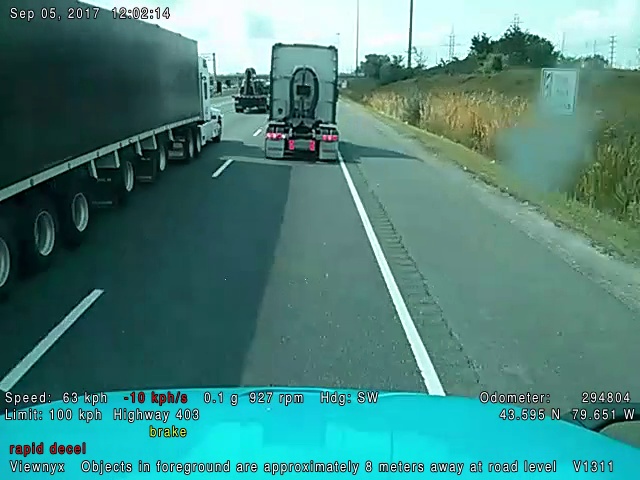 Sep 05, 2017 12:02:14
Speed: 63 kph -10 kph/s 0.1 g 927 rpm Hdg: SW Odometer: 294804
Limit: 100 kph Highway 403 43.595 N 79.651 W
brake
rapid decel
Viewnyx Objects in foreground are approximately 8 meters away at road level V1311